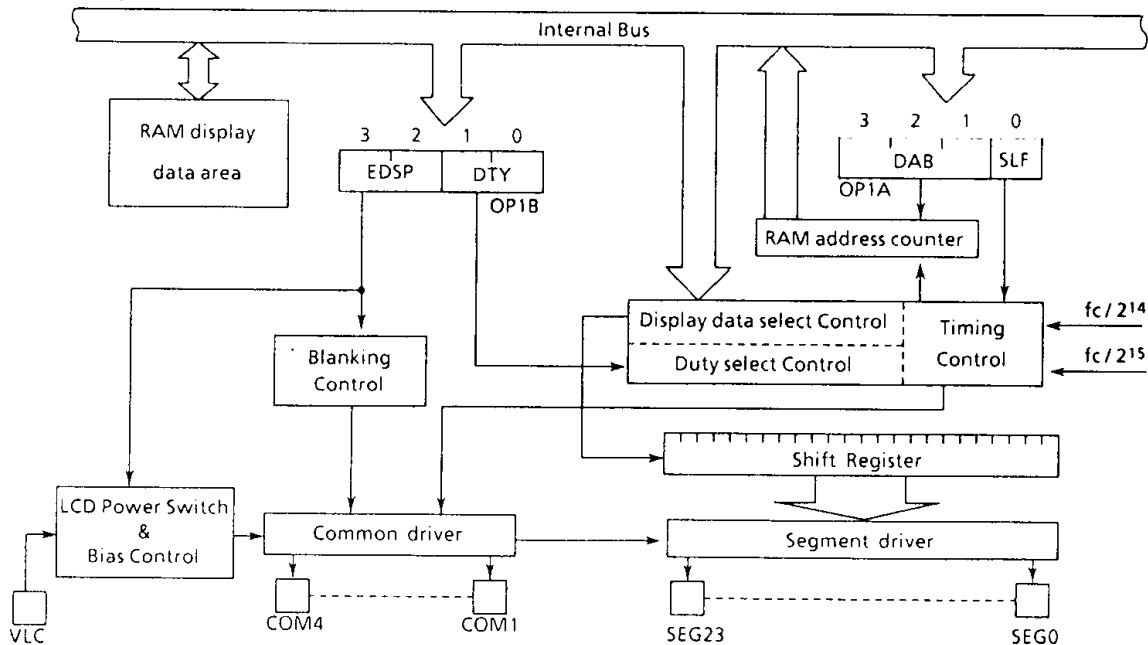 Internal Bus
RAM display
data area
3 2 1 0
EDSP DTY
OP1B
3 2 1 0
DAB SLF
OP1A
RAM address counter
Display data select Control
Duty select Control
Timing
Control
fc/2¹⁴
fc/2¹⁵
Blanking
Control
Shift Register
LCD Power Switch
&
Bias Control
Common driver
Segment driver
VLC
COM4
COM1
SEG23
SEG0